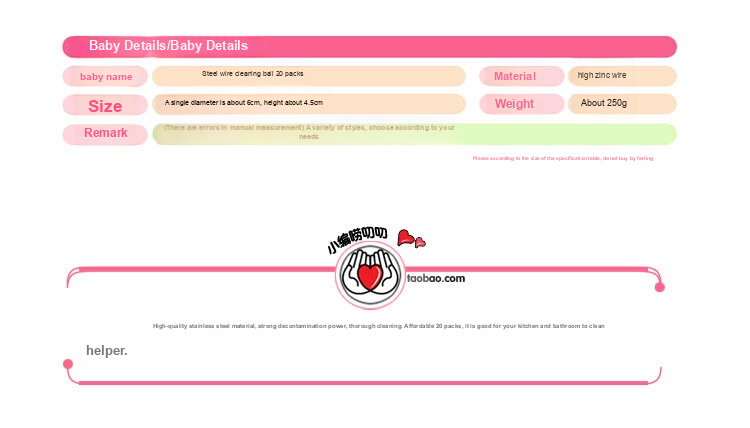 Baby Details/Baby Details
baby name
Steel wire clearing ball 20 packs
Material
high zinc wire
Size
A single diameter is about 6cm, height about 4.5cm
Weight
About 250g
Remark
(There are errors in manual measurement) A variety of styles, choose according to your
needs
Please according to the size of the specification table, do not buy by feeling
小编唠叨叨
taobao.com
High-quality stainless steel material, strong decontamination power, thorough cleaning. Affordable 20 packs, it is good for your kitchen and bathroom to clean
helper.